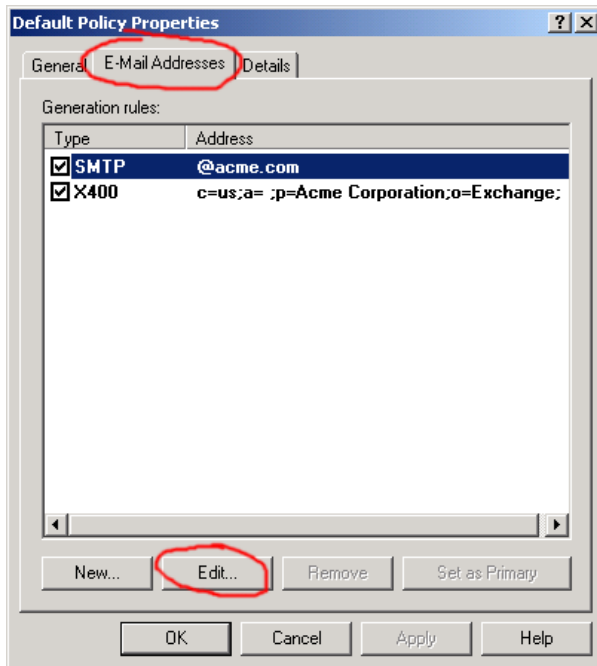 Default Policy Properties
General E-Mail Addresses Details
Generation rules:
Type Address
SMTP @acme.com
X400 c=us;a= ;p=Acme Corporation;o=Exchange;
New... Edit... Remove Set as Primary
OK Cancel Apply Help